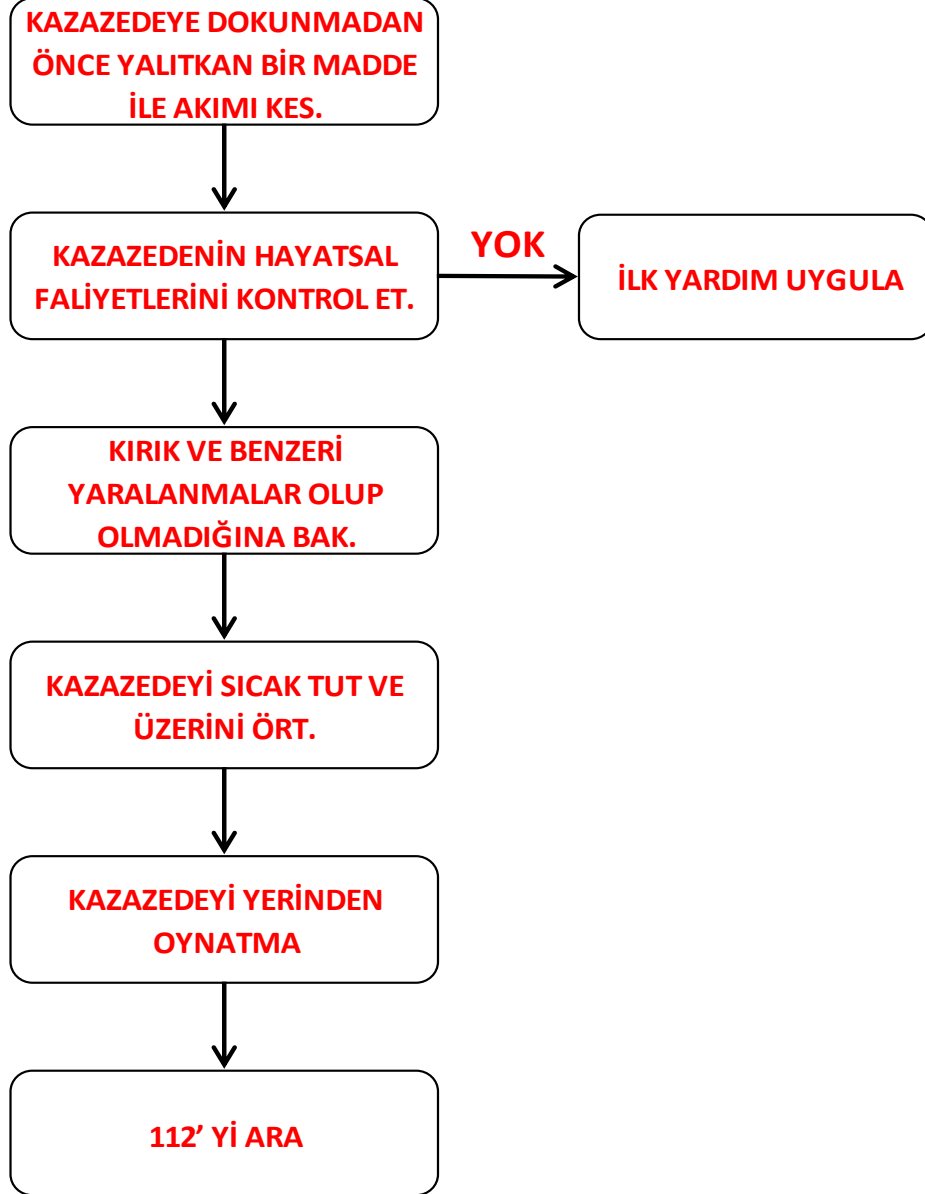 KAZAZEDEYE DOKUNMADAN
ÖNCE YALITKAN BİR MADDE
İLE AKIMI KES.
KAZAZEDENİN HAYATSAL
FALİYETLERİNİ KONTROL ET.
YOK
İLK YARDIM UYGULA
KIRIK VE BENZERİ
YARALANMALAR OLUP
OLMADIĞINA BAK.
KAZAZEDEYİ SICAK TUT VE
ÜZERİNİ ÖRT.
KAZAZEDEYİ YERİNDEN
OYNATMA
112’ Yİ ARA